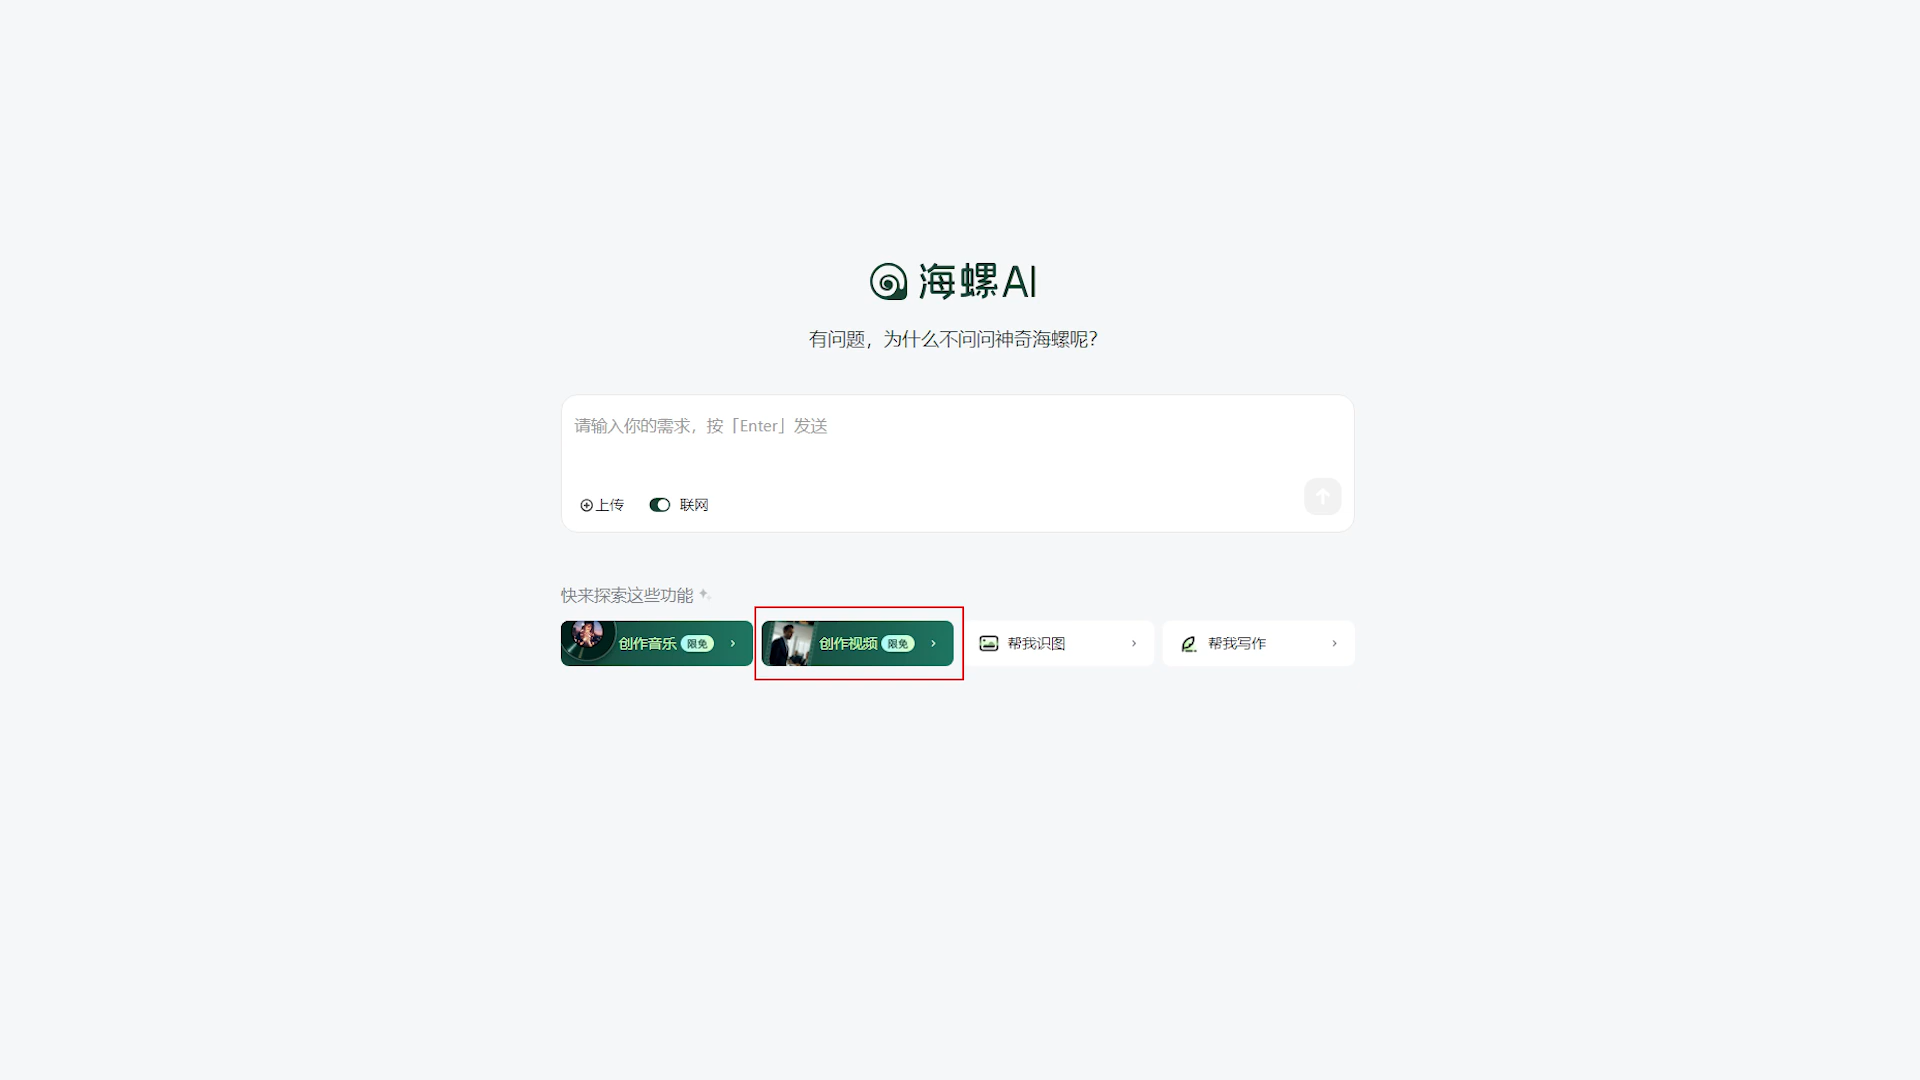 海螺AI
有问题，为什么不问问神奇海螺呢？
请输入你的需求，按「Enter」发送
上传 联网
快来探索这些功能
创作音乐 限免 创作视频 限免 帮我识图 帮我写作